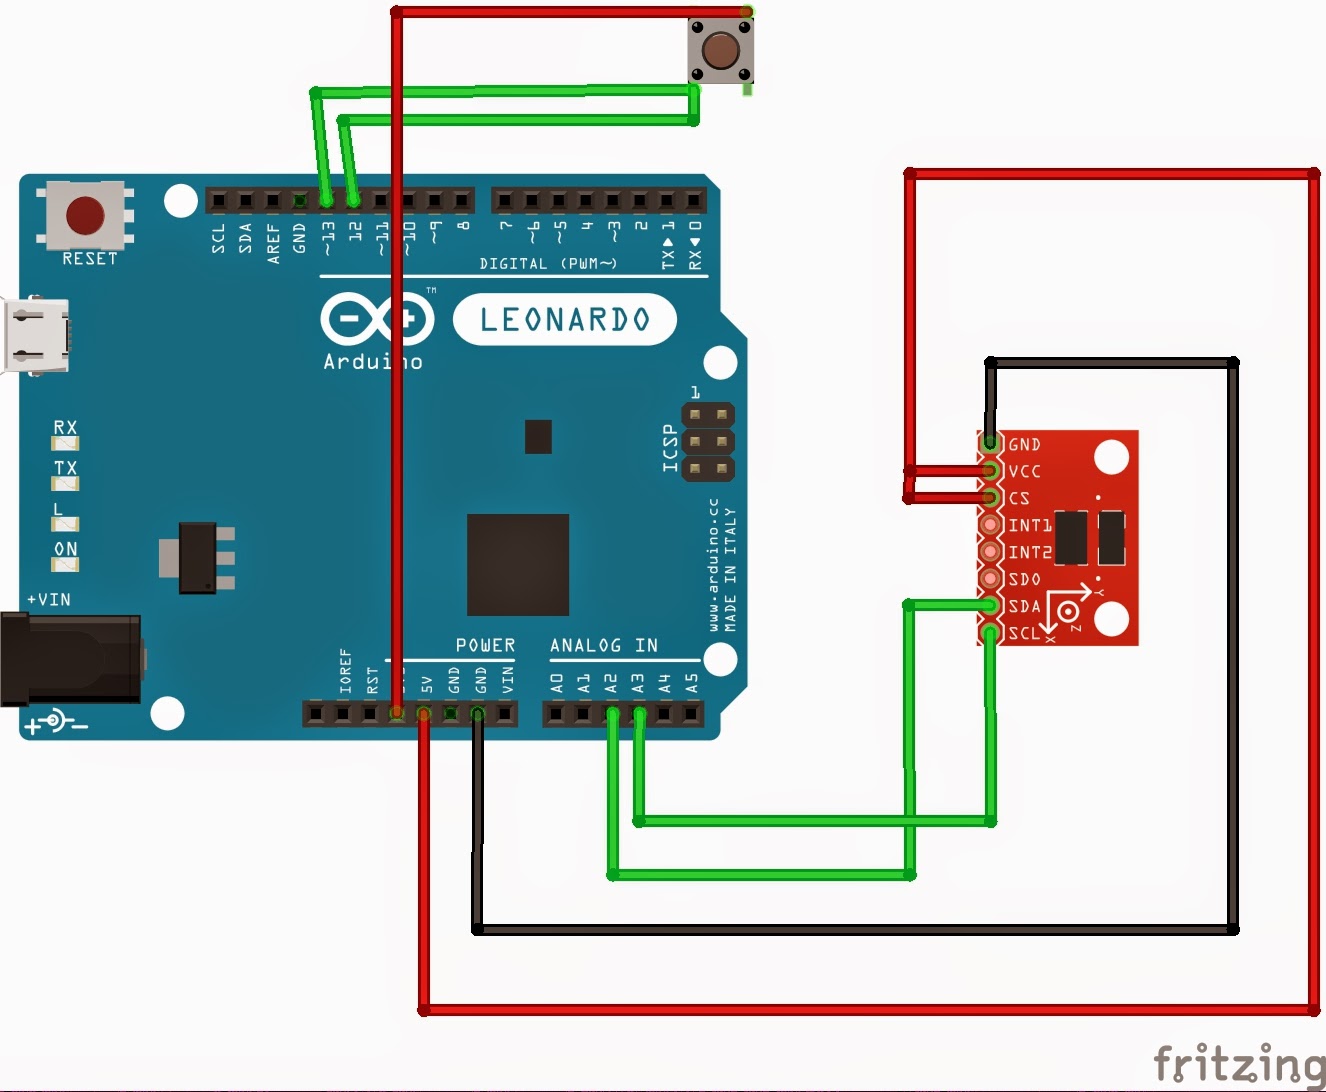 SCL
SDA
AREF
GND
~13
12
~11
~10
~9
8
7
~6
~5
4
~3
2
TX▶1
RX◀0
RESET
DIGITAL (PWM~)
TM
LEONARDO
Arduino
1
ICSP
RX
TX
L
ON
+VIN
www.arduino.cc
MADE IN ITALY
POWER
ANALOG IN
IOREF
RST
5V
GND
GND
VIN
A0
A1
A2
A3
A4
A5
GND
VCC
CS
INT1
INT2
SDO
SDA
SCL
Y
X
Z
fritzing